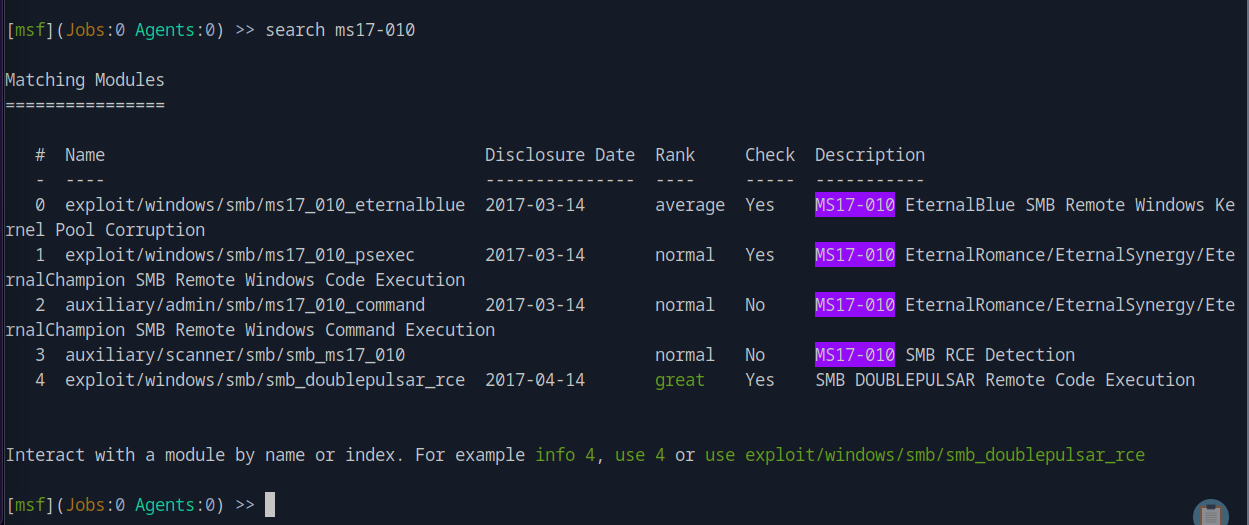 [msf](Jobs:0 Agents:0) >> search ms17-010
Matching Modules
================
#  Name                                      Disclosure Date  Rank     Check  Description
-  ----                                      ---------------  ----     -----  -----------
0  exploit/windows/smb/ms17_010_eternalblue  2017-03-14       average  Yes    MS17-010 EternalBlue SMB Remote Windows Ke
rnel Pool Corruption
1  exploit/windows/smb/ms17_010_psexec       2017-03-14       normal   Yes    MS17-010 EternalRomance/EternalSynergy/Ete
rnalChampion SMB Remote Windows Code Execution
2  auxiliary/admin/smb/ms17_010_command      2017-03-14       normal   No     MS17-010 EternalRomance/EternalSynergy/Ete
rnalChampion SMB Remote Windows Command Execution
3  auxiliary/scanner/smb/smb_ms17_010                         normal   No     MS17-010 SMB RCE Detection
4  exploit/windows/smb/smb_doublepulsar_rce  2017-04-14       great    Yes    SMB DOUBLEPULSAR Remote Code Execution
Interact with a module by name or index. For example info 4, use 4 or use exploit/windows/smb/smb_doublepulsar_rce
[msf](Jobs:0 Agents:0) >>